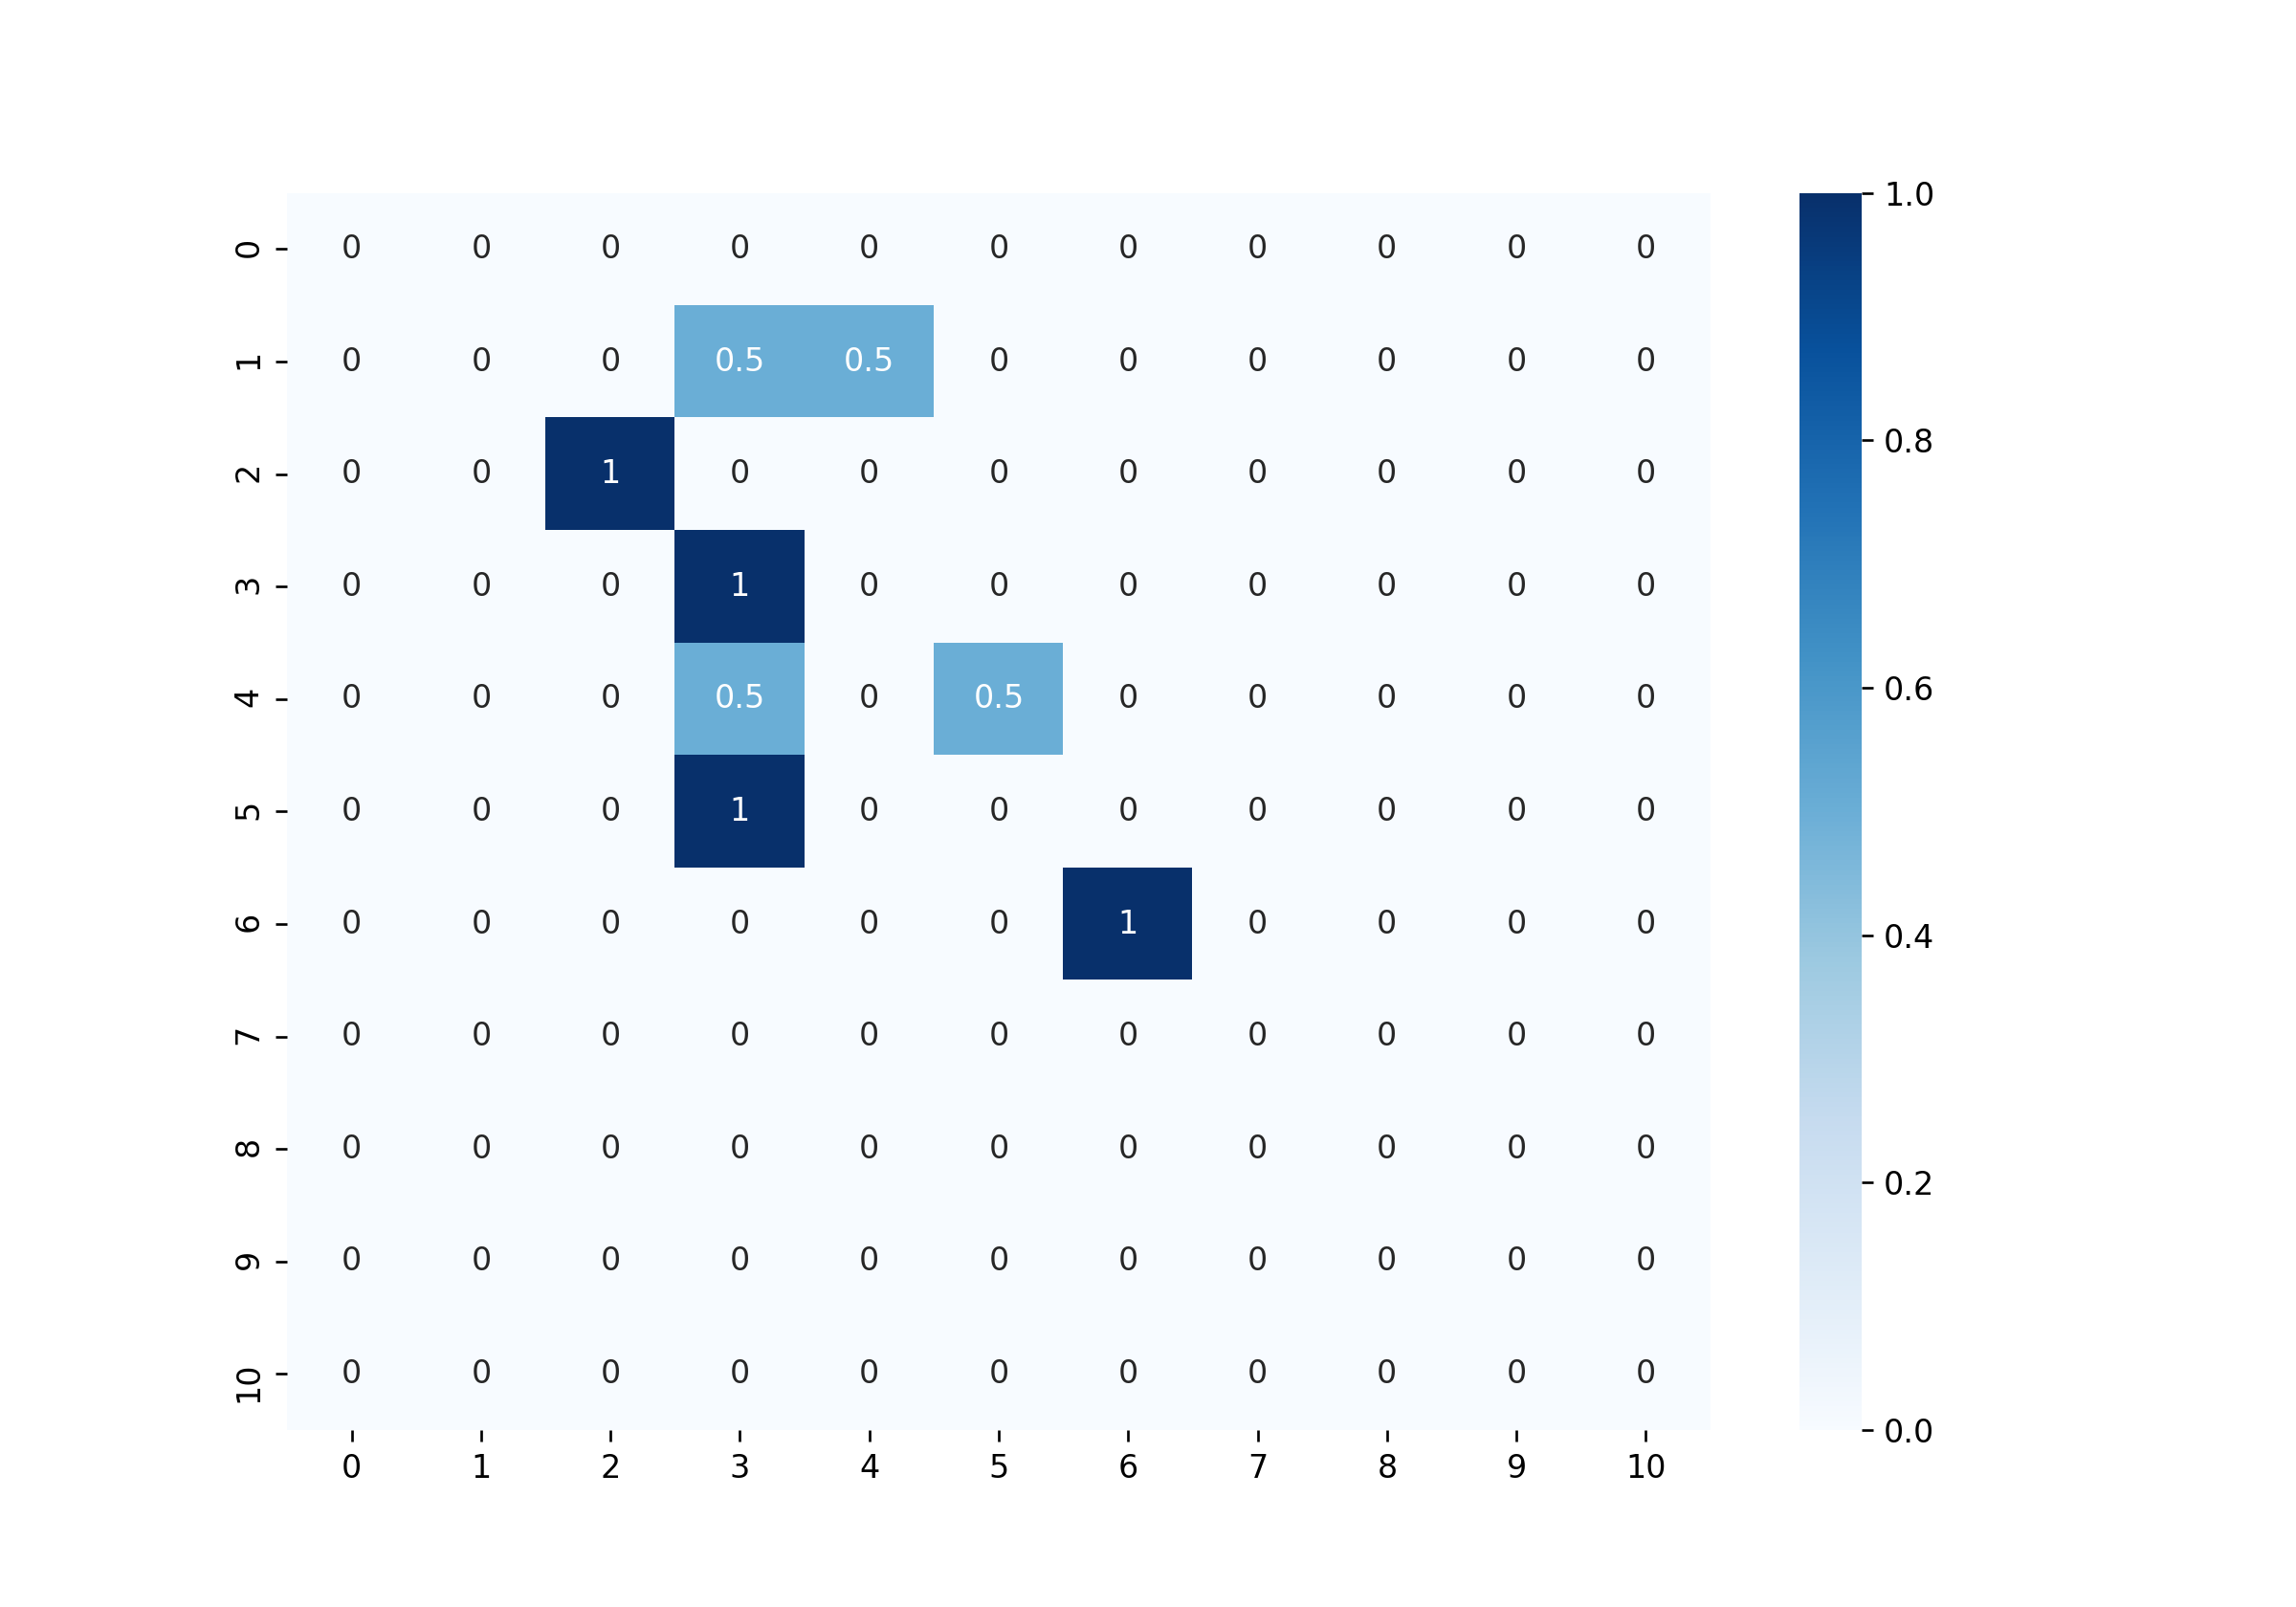 1.0
0 0 0 0 0 0 0 0 0 0 0 0
1 0 0 0 0.5 0.5 0 0 0 0 0 0
0.8
2 0 0 1 0 0 0 0 0 0 0 0
3 0 0 0 1 0 0 0 0 0 0 0
0.6
4 0 0 0 0.5 0 0.5 0 0 0 0 0
5 0 0 0 1 0 0 0 0 0 0 0
6 0 0 0 0 0 0 1 0 0 0 0
0.4
7 0 0 0 0 0 0 0 0 0 0 0
8 0 0 0 0 0 0 0 0 0 0 0
0.2
9 0 0 0 0 0 0 0 0 0 0 0
10 0 0 0 0 0 0 0 0 0 0 0
0.0
0 1 2 3 4 5 6 7 8 9 10